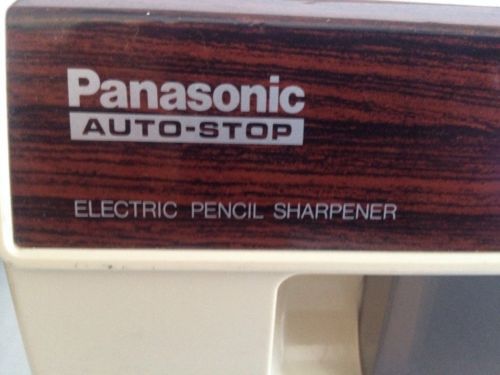 Panasonic
AUTO-STOP
ELECTRIC PENCIL SHARPENER